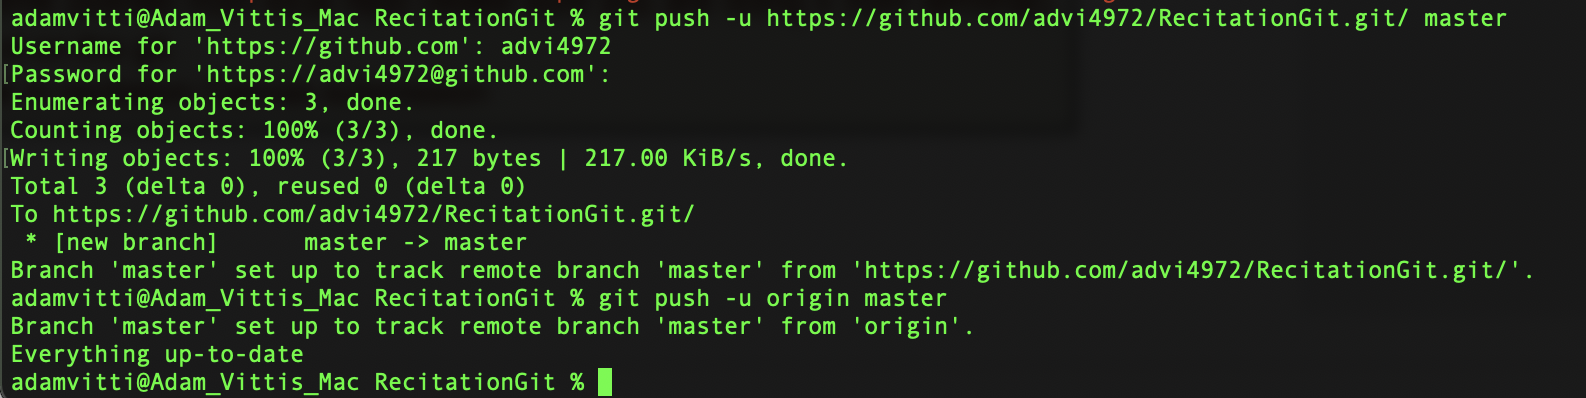 adamvitti@Adam_Vittis_Mac RecitationGit % git push -u https://github.com/advi4972/RecitationGit.git/ master
Username for 'https://github.com': advi4972
[Password for 'https://advi4972@github.com':
Enumerating objects: 3, done.
Counting objects: 100% (3/3), done.
[Writing objects: 100% (3/3), 217 bytes | 217.00 KiB/s, done.
Total 3 (delta 0), reused 0 (delta 0)
To https://github.com/advi4972/RecitationGit.git/
 * [new branch]      master -> master
Branch 'master' set up to track remote branch 'master' from 'https://github.com/advi4972/RecitationGit.git/'.
adamvitti@Adam_Vittis_Mac RecitationGit % git push -u origin master
Branch 'master' set up to track remote branch 'master' from 'origin'.
Everything up-to-date
adamvitti@Adam_Vittis_Mac RecitationGit %